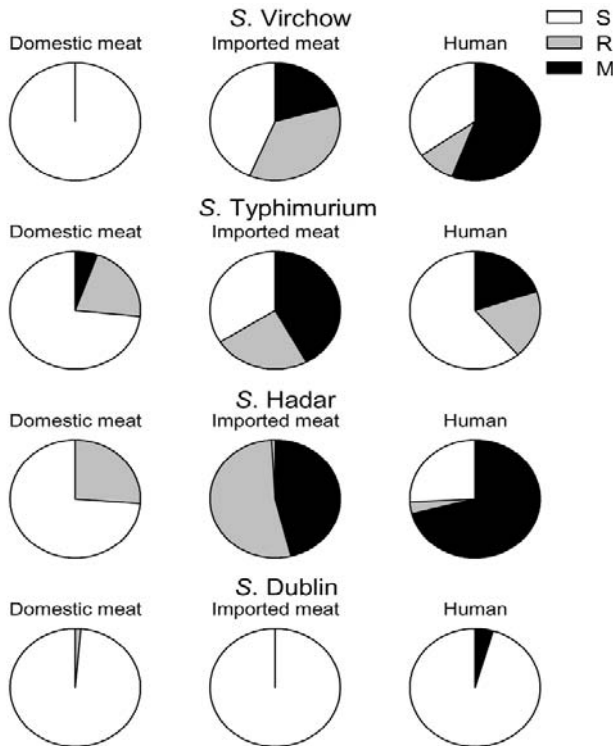 S. Virchow
Domestic meat Imported meat Human
S
R
M
S. Typhimurium
Domestic meat Imported meat Human
S. Hadar
Domestic meat Imported meat Human
S. Dublin
Domestic meat Imported meat Human